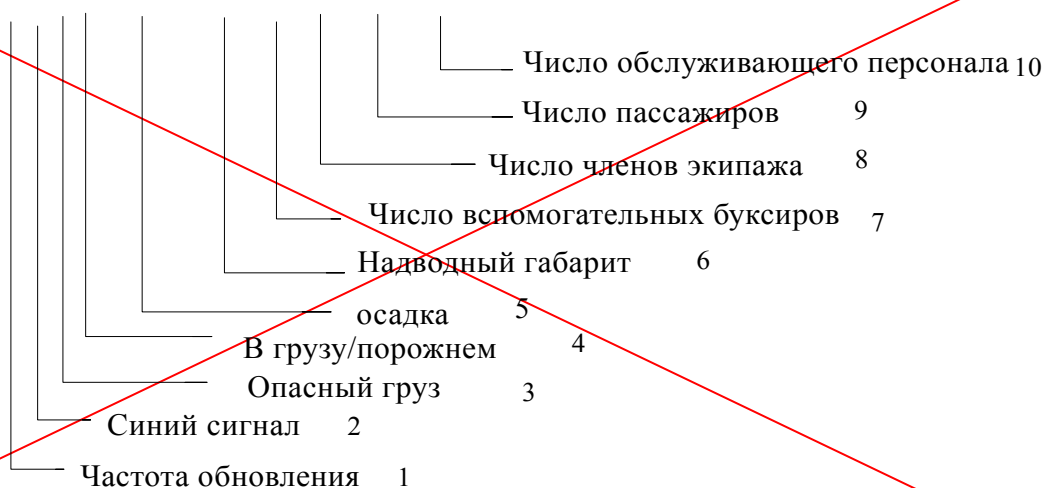 Число обслуживающего персонала 10
Число пассажиров 9
Число членов экипажа 8
Число вспомогательных буксиров 7
Надводный габарит 6
осадка 5
В грузу/порожнем 4
Опасный груз 3
Синий сигнал 2
Частота обновления 1